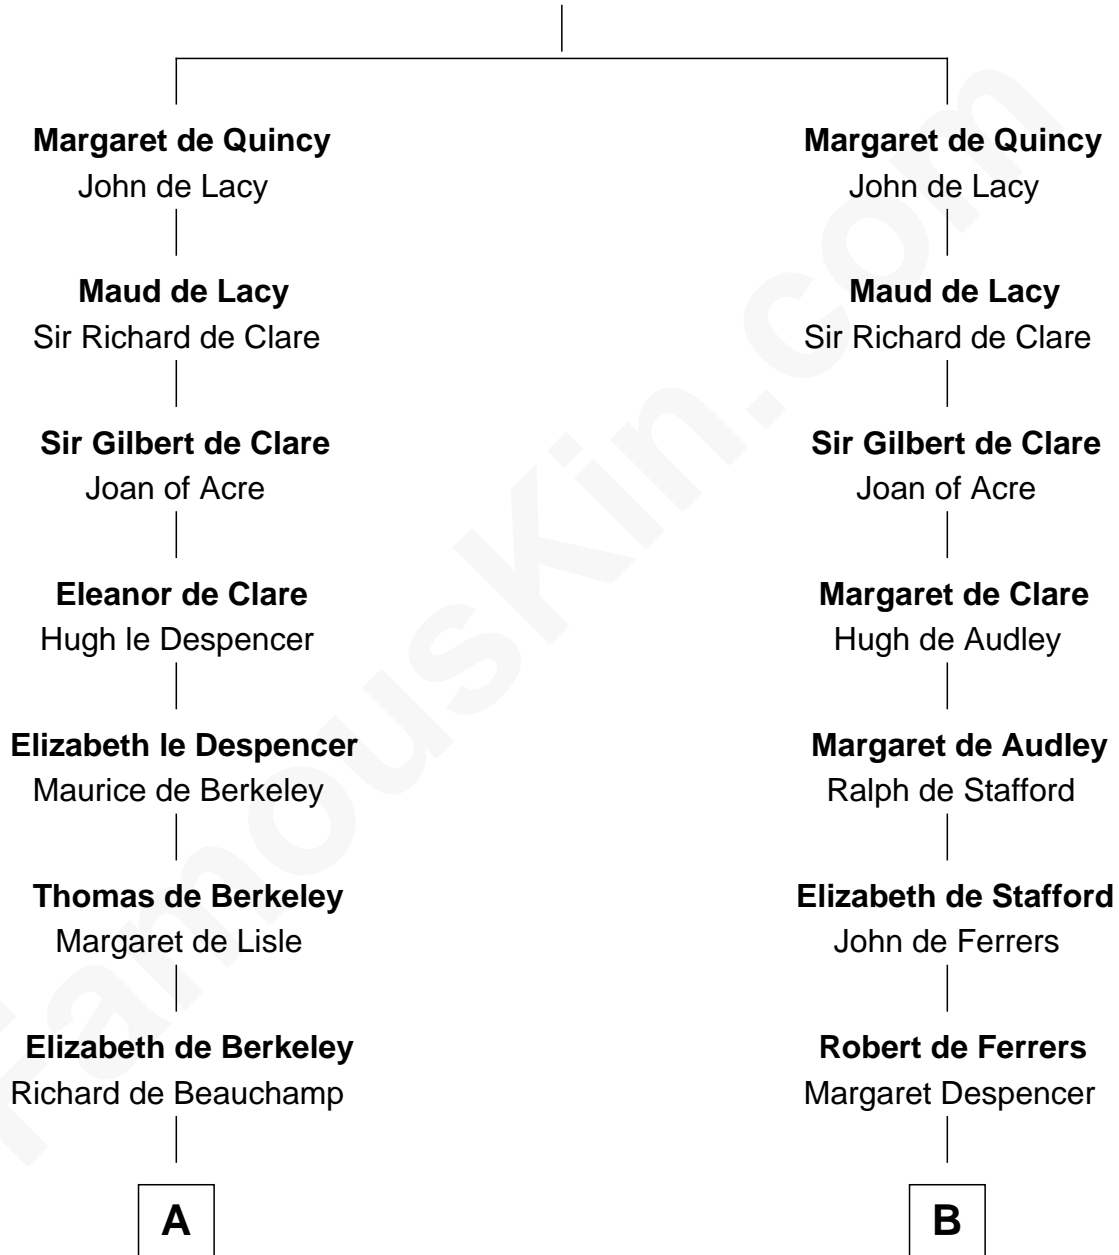 Margaret de Quincy
John de Lacy
Maud de Lacy
Sir Richard de Clare
Sir Gilbert de Clare
Joan of Acre
Eleanor de Clare
Hugh le Despencer
Elizabeth le Despencer
Maurice de Berkeley
Thomas de Berkeley
Margaret de Lisle
Elizabeth de Berkeley
Richard de Beauchamp
A
Margaret de Quincy
John de Lacy
Maud de Lacy
Sir Richard de Clare
Sir Gilbert de Clare
Joan of Acre
Margaret de Clare
Hugh de Audley
Margaret de Audley
Ralph de Stafford
Elizabeth de Stafford
John de Ferrers
Robert de Ferrers
Margaret Despencer
B
FamousKin.com